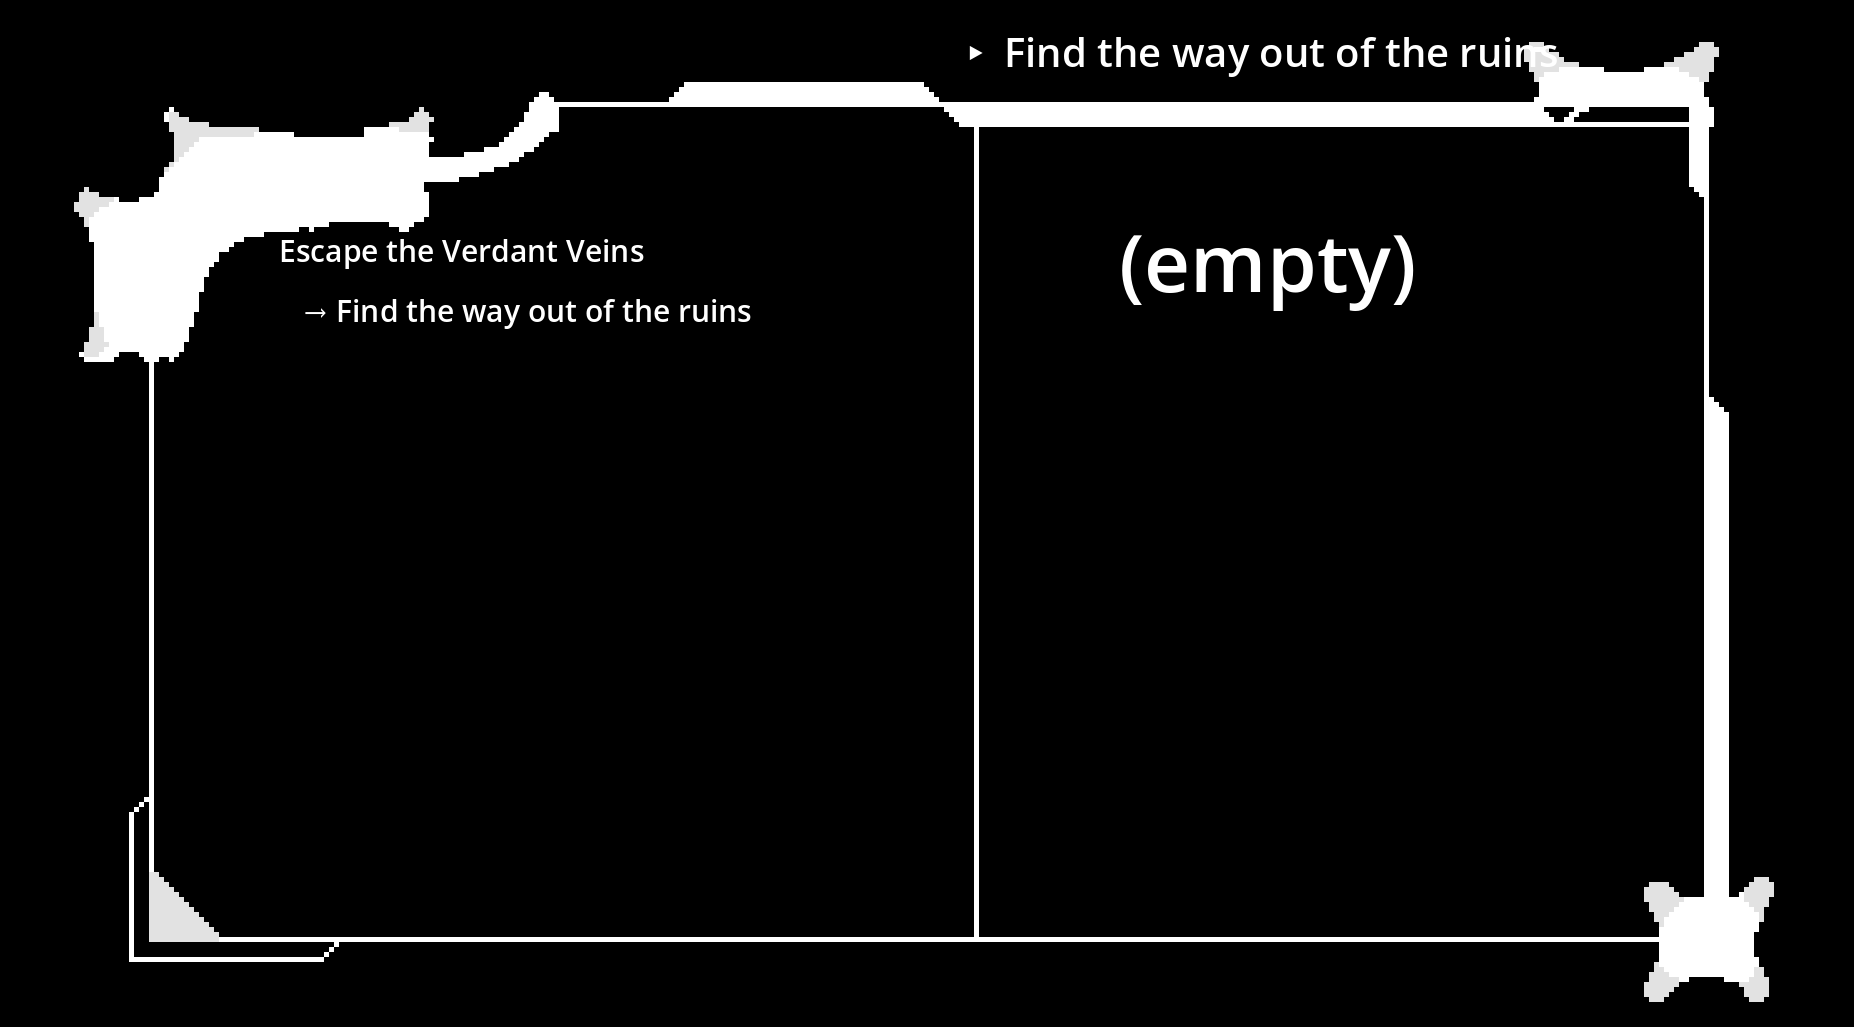 ▸ Find the way out of the ruins
Escape the Verdant Veins
→ Find the way out of the ruins
(empty)